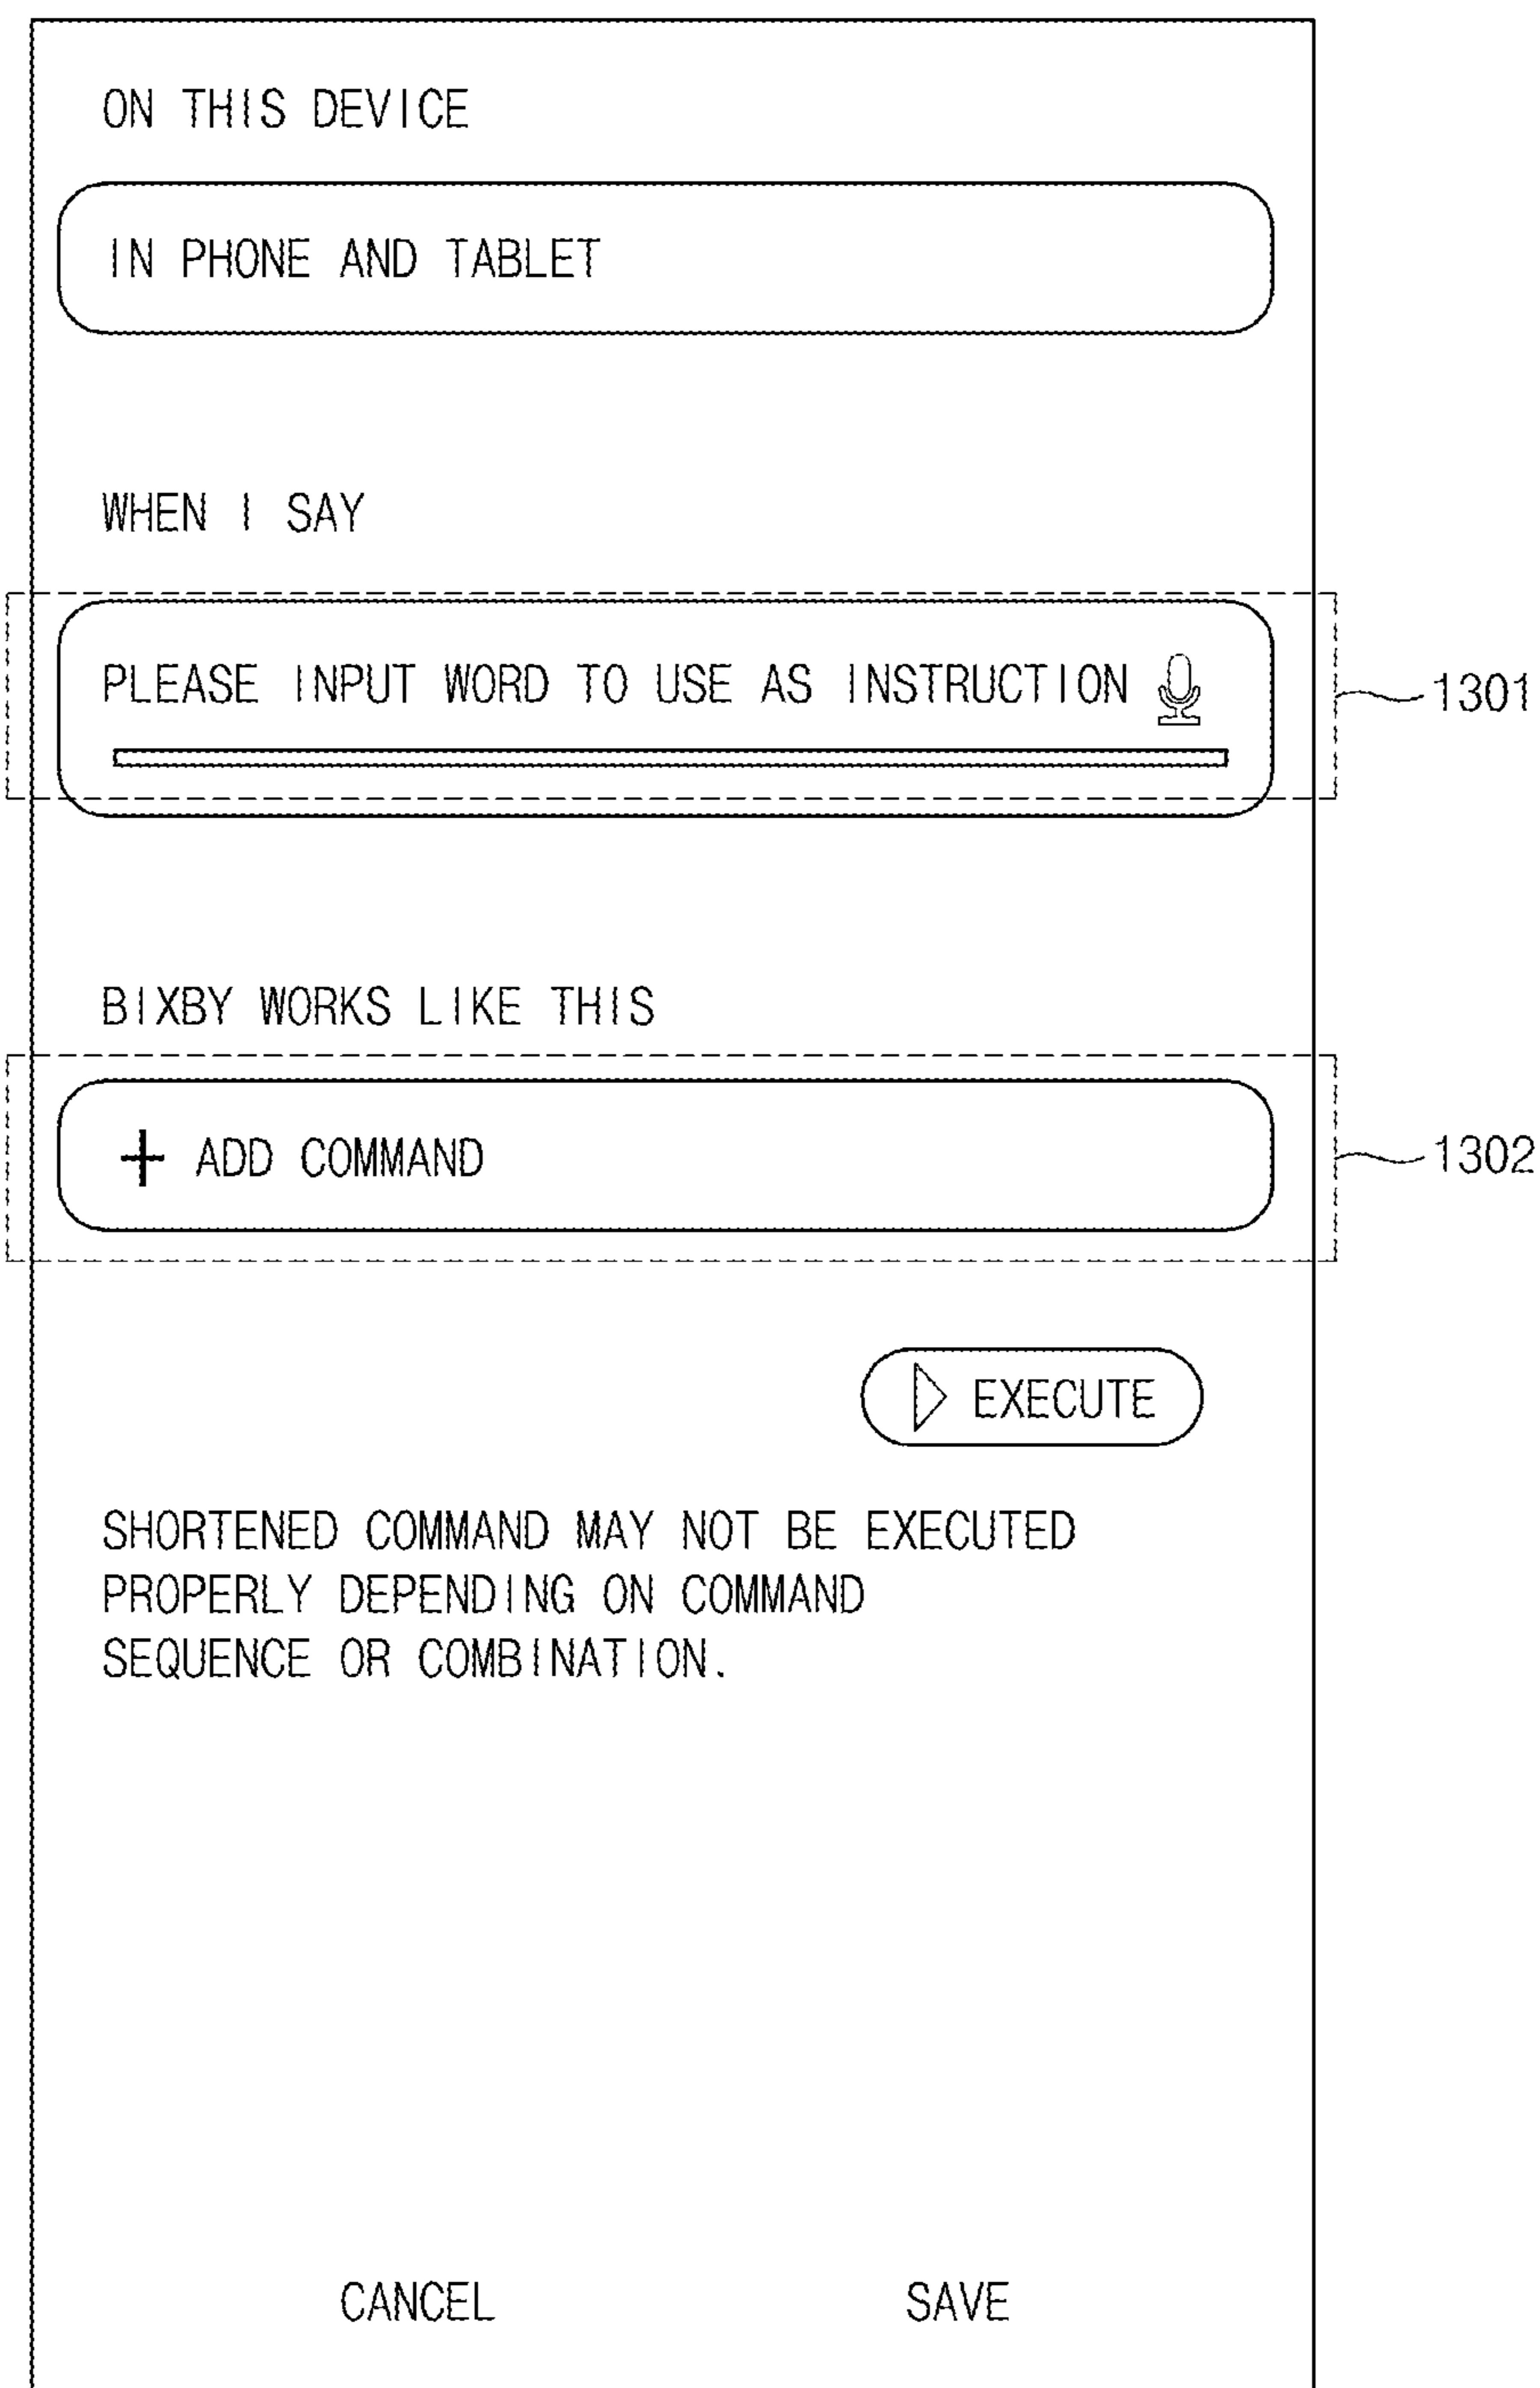 ON THIS DEVICE
IN PHONE AND TABLET
WHEN I SAY
PLEASE INPUT WORD TO USE AS INSTRUCTION
1301
BIXBY WORKS LIKE THIS
+ ADD COMMAND
1302
EXECUTE
SHORTENED COMMAND MAY NOT BE EXECUTED
PROPERLY DEPENDING ON COMMAND
SEQUENCE OR COMBINATION.
CANCEL SAVE